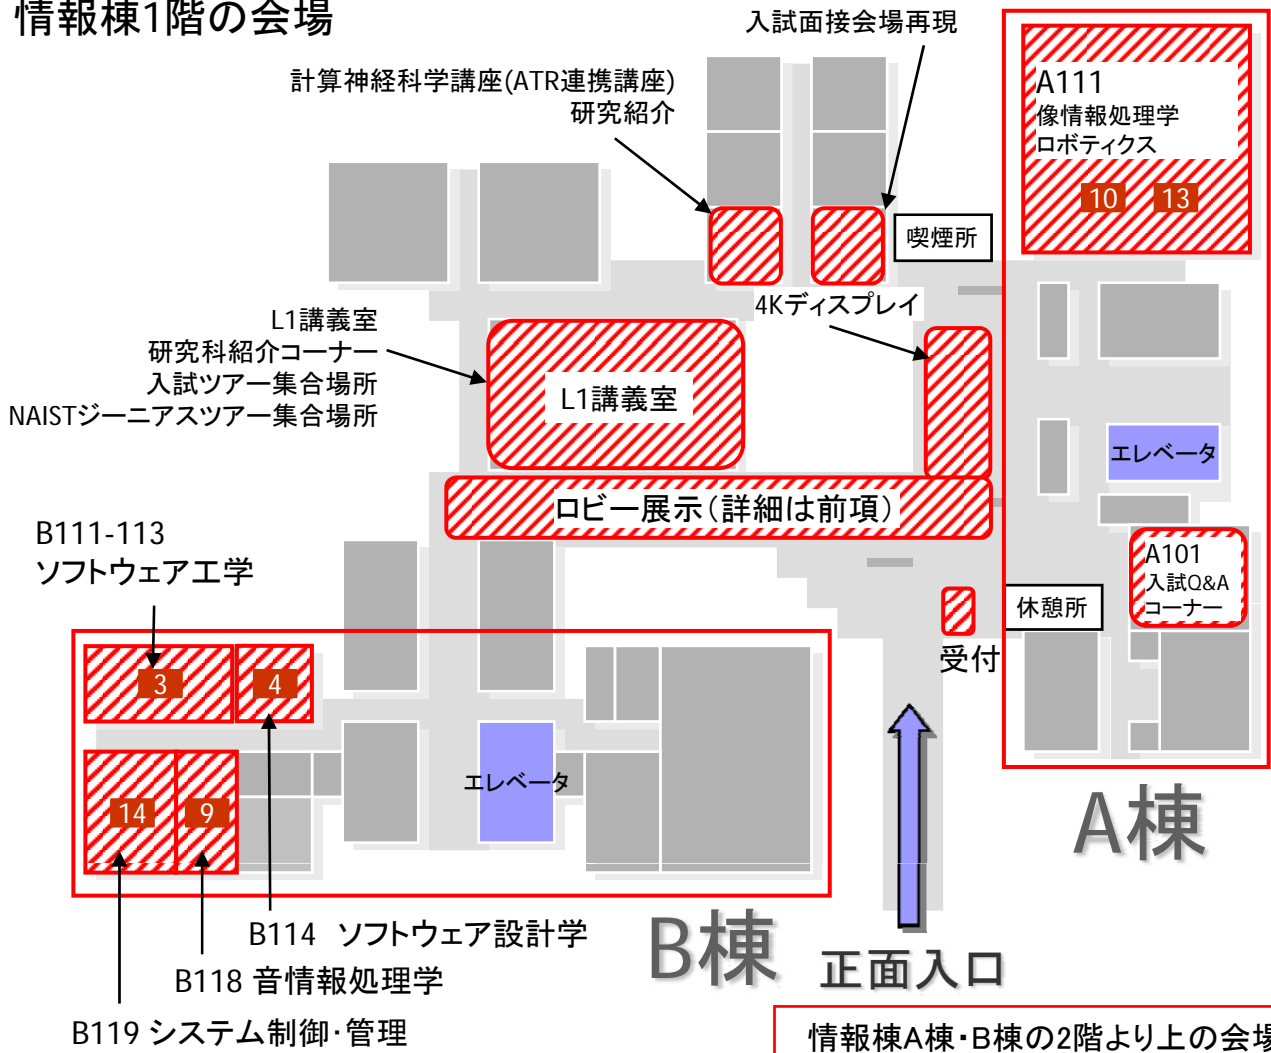 情報棟1階の会場
入試面接会場再現
計算神経科学講座(ATR連携講座)
研究紹介
A111
像情報処理学
ロボティクス
10
13
喫煙所
4Kディスプレイ
L1講義室
研究科紹介コーナー
入試ツアー集合場所
NAISTジーニアスツアー集合場所
L1講義室
エレベータ
ロビー展示(詳細は前項)
B111-113
ソフトウェア工学
A101
入試Q&A
コーナー
休憩所
受付
3
4
エレベータ
14
9
A棟
B114 ソフトウェア設計学
B棟
正面入口
B118 音情報処理学
B119 システム制御・管理
情報棟A棟・B棟の2階より上の会場